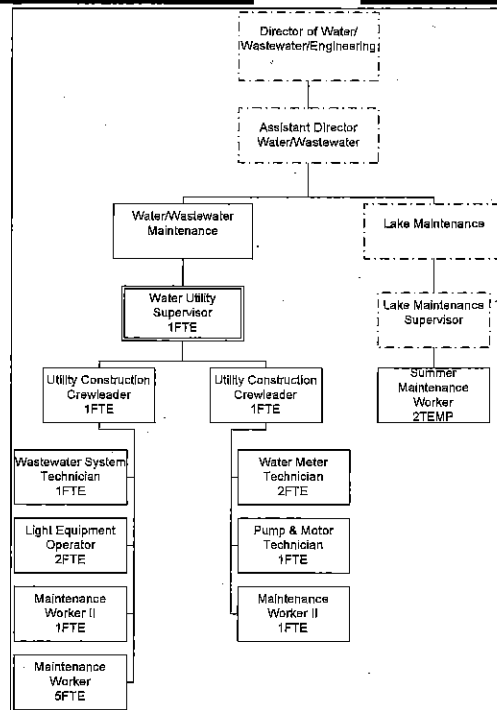 Director of Water/
Wastewater/Engineering
Assistant Director
Water/Wastewater
Water/Wastewater
Maintenance
Lake Maintenance
Water Utility
Supervisor
1FTE
Lake Maintenance
Supervisor
Utility Construction
Crewleader
1FTE
Utility Construction
Crewleader
1FTE
Summer
Maintenance
Worker
2TEMP
Wastewater System
Technician
1FTE
Water Meter
Technician
2FTE
Light Equipment
Operator
2FTE
Pump & Motor
Technician
1FTE
Maintenance
Worker II
1FTE
Maintenance
Worker II
1FTE
Maintenance
Worker
5FTE